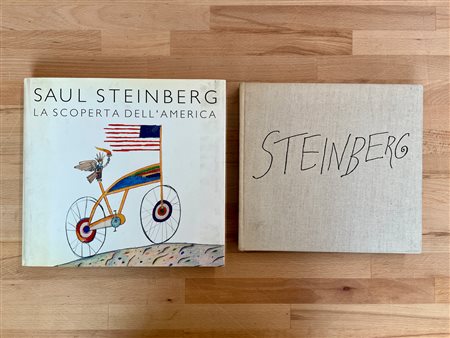 SAUL STEINBERG
LA SCOPERTA DELL'AMERICA
STEINBERG